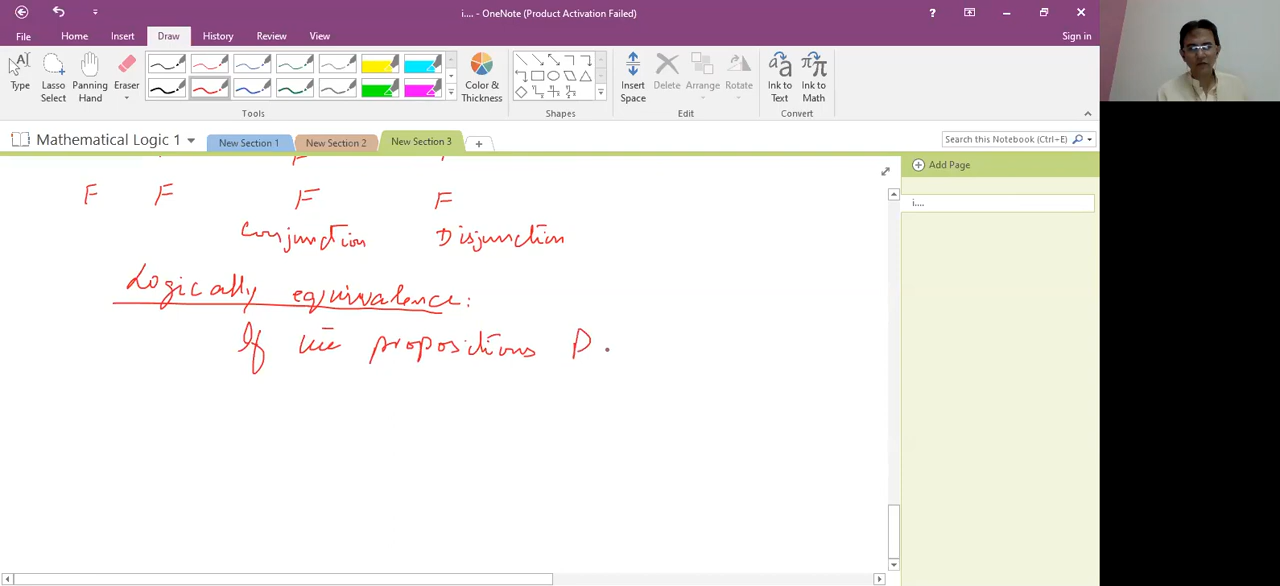 i.... - OneNote (Product Activation Failed)
File Home Insert Draw History Review View Sign in
Type Lasso Select Panning Hand Eraser Color & Thickness Insert Space Delete Arrange Rotate Ink to Text Ink to Math
Tools Shapes Edit Convert
Mathematical Logic 1 New Section 1 New Section 2 New Section 3 Search this Notebook (Ctrl+E)
Add Page
i....
F
F F F F
Conjunction Disjunction
Logically equivalence:
If propositions P